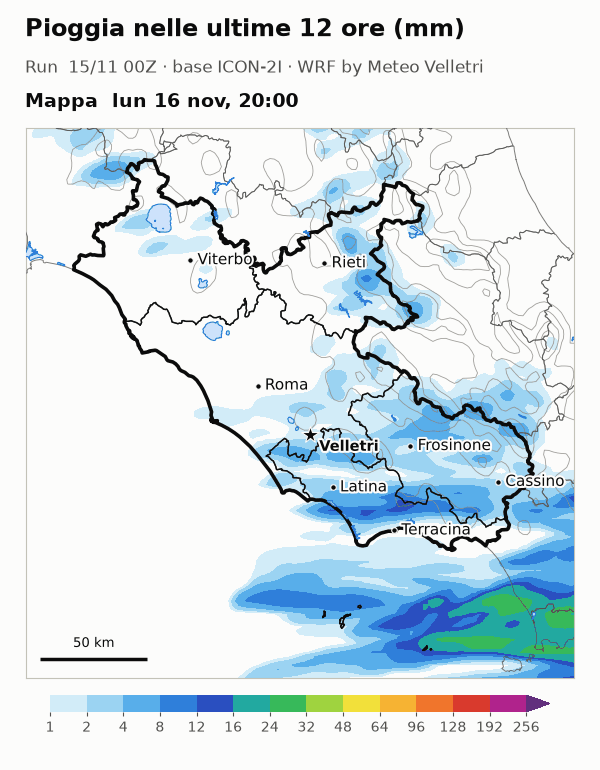 Pioggia nelle ultime 12 ore (mm)
Run  15/11 00Z · base ICON-2I · WRF by Meteo Velletri
Mappa  lun 16 nov, 20:00
Viterbo
Rieti
Roma
Velletri
Frosinone
Cassino
Latina
Terracina
50 km
1 2 4 8 12 16 24 32 48 64 96 128 192 256